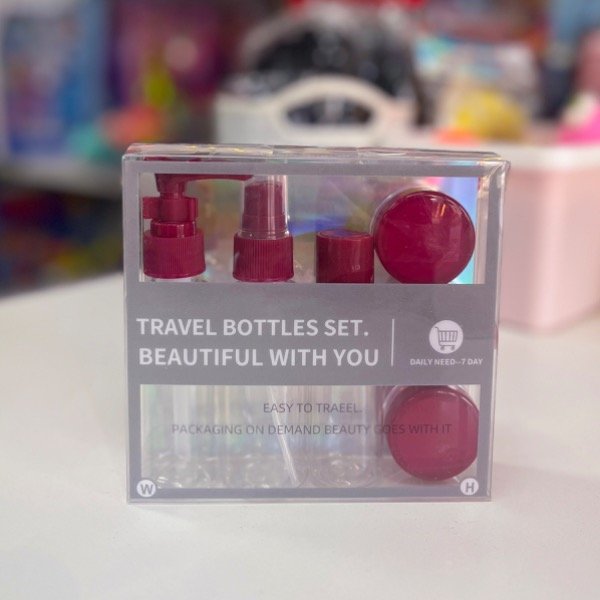 TRAVEL BOTTLES SET.
BEAUTIFUL WITH YOU
DAILY NEED--7 DAY
EASY TO TRAEEL.
PACKAGING ON DEMAND BEAUTY GOES WITH IT
W
H